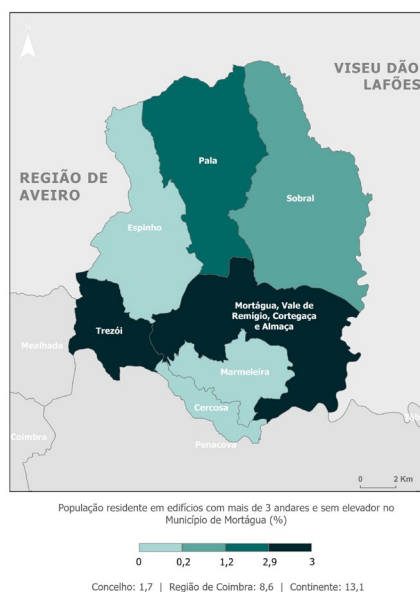 N
VISEU DÃO
LAFÕES
REGIÃO DE
AVEIRO
Pala
Sobral
Espinho
Mortágua, Vale de
Remígio, Cortegaça
e Almaça
Trezói
Mealhada
Marmeleira
Cercosa
Coimbra
Penacova
0 2 Km
População residente em edifícios com mais de 3 andares e sem elevador no
Município de Mortágua (%)
0 0,2 1,2 2,9 3
Concelho: 1,7 | Região de Coimbra: 8,6 | Continente: 13,1